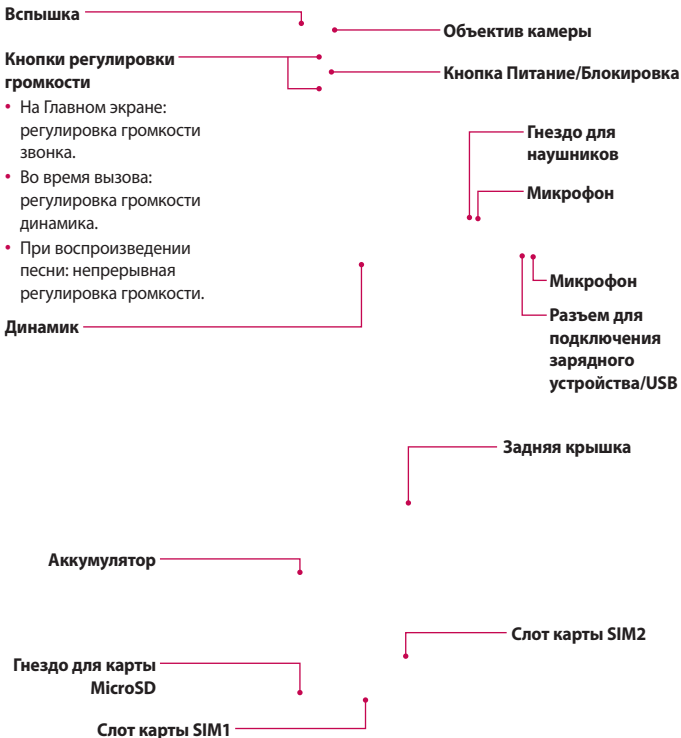 Вспышка
Объектив камеры
Кнопки регулировки
громкости
Кнопка Питание/Блокировка
• На Главном экране:
регулировка громкости
звонка.
• Во время вызова:
регулировка громкости
динамика.
• При воспроизведении
песни: непрерывная
регулировка громкости.
Гнездо для
наушников
Микрофон
Микрофон
Динамик
Разъем для
подключения
зарядного
устройства/USB
Задняя крышка
Аккумулятор
Слот карты SIM2
Гнездо для карты
MicroSD
Слот карты SIM1